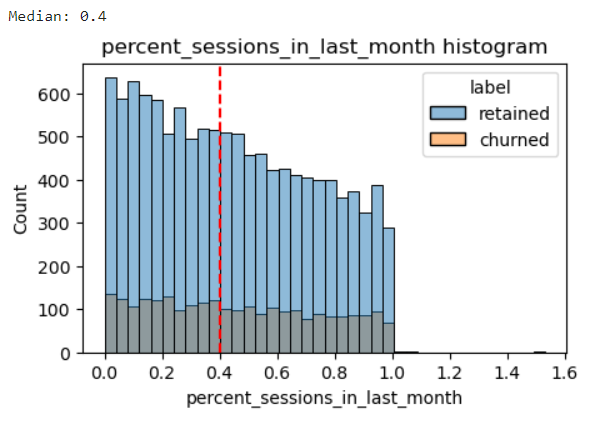 Median: 0.4
percent_sessions_in_last_month histogram
label
retained
churned
Count
600
500
400
300
200
100
0
0.0 0.2 0.4 0.6 0.8 1.0 1.2 1.4 1.6
percent_sessions_in_last_month